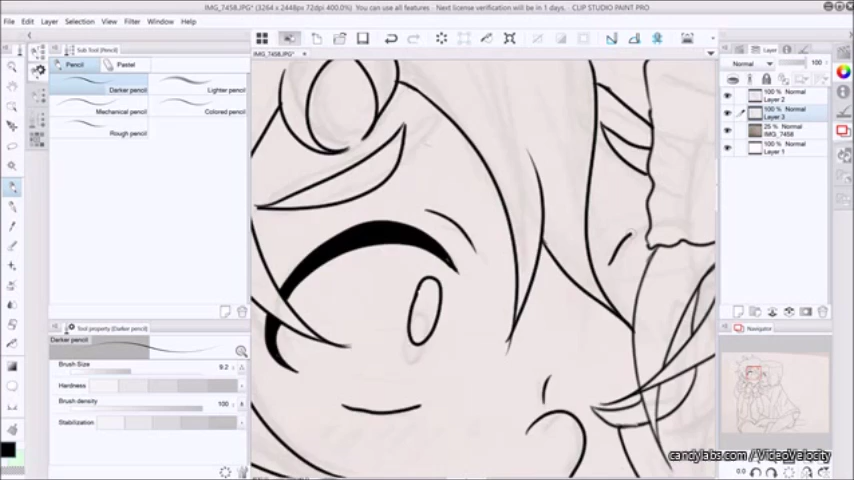 IMG_7458.JPG* (3264 x 2448px 72dpi 400.0%) You can use all features - Next license verification will be in 1 days. - CLIP STUDIO PAINT PRO
File Edit Layer Selection View Filter Window Help
IMG_7458.JPG*
Sub Tool [Pencil]
Pencil Pastel
Darker pencil Lighter pencil
Mechanical pencil Colored pencil
Rough pencil
Tool property [Darker pencil]
Darker pencil
Brush Size 9.2
Hardness
Brush density 100
Stabilization
Layer
Normal 100
100 % Normal
Layer 2
100 % Normal
Layer 3
25 % Normal
IMG_7458
100 % Normal
Layer 1
Navigator
candylabs.com / VideoVelocity
0.0